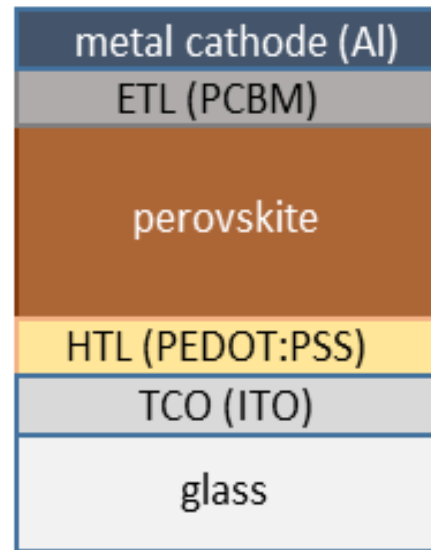 metal cathode (Al)
ETL (PCBM)
perovskite
HTL (PEDOT:PSS)
TCO (ITO)
glass